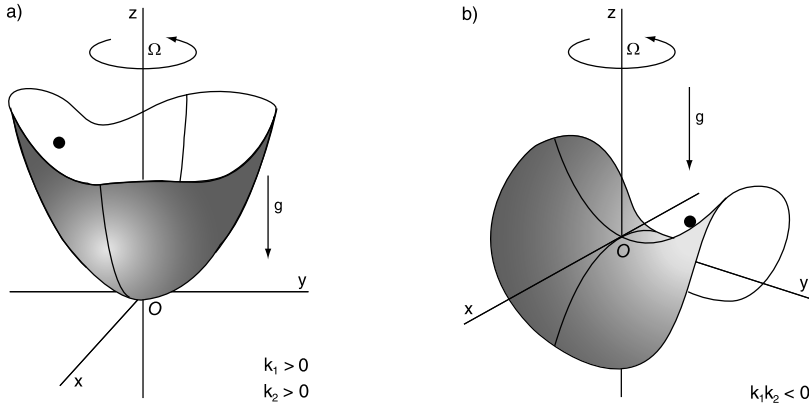 a)
z
Ω
g
y
O
x
k₁ > 0
k₂ > 0
b)
z
Ω
g
O
x
y
k₁k₂ < 0